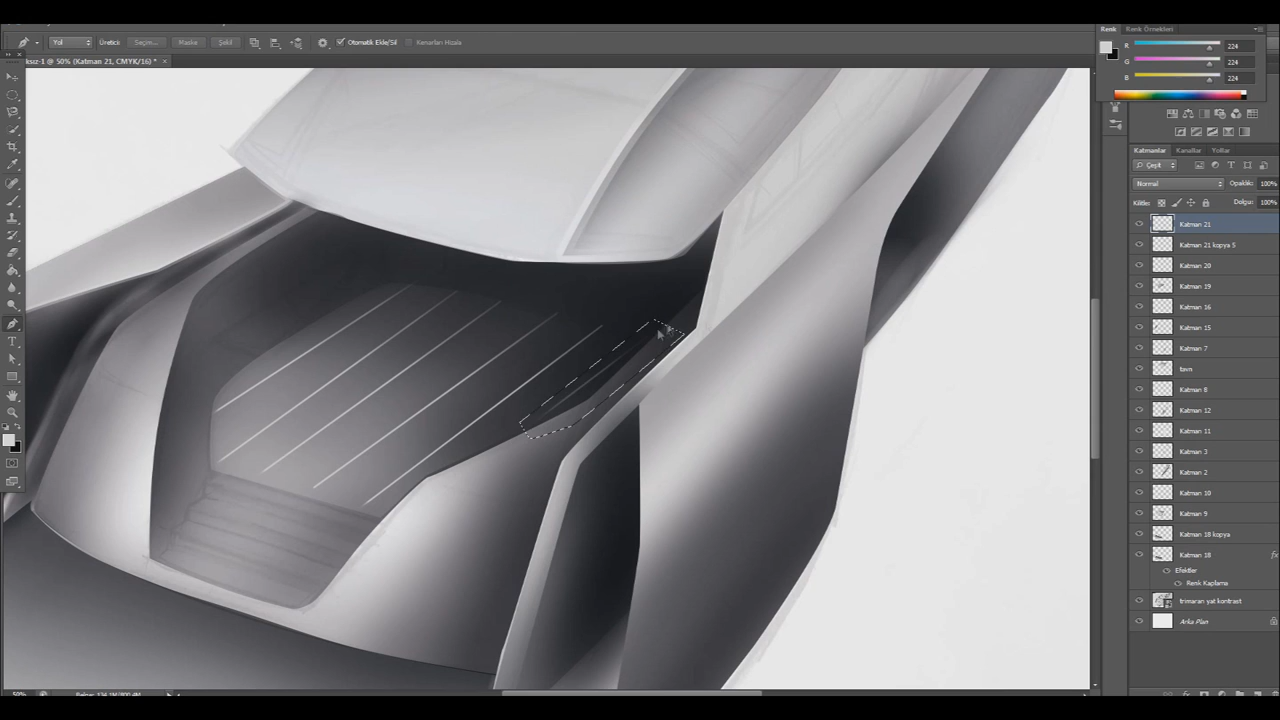 Yol
Üretici:
Seçim...
Maske
Şekil
Otomatik Ekle/Sil
Kenarları Hizala
ksız-1 @ 50% (Katman 21, CMYK/16) *
Renk
Renk Örnekleri
R
224
G
224
B
224
Katmanlar
Kanallar
Yollar
Çeşit
Normal
Opaklık:
100%
Kilitle:
Dolgu:
100%
Katman 21
Katman 21 kopya 5
Katman 20
Katman 19
Katman 16
Katman 15
Katman 7
tavn
Katman 8
Katman 12
Katman 11
Katman 3
Katman 2
Katman 10
Katman 9
Katman 18 kopya
Katman 18
fx
Efektler
Renk Kaplama
trimaran yat kontrast
Arka Plan
50%